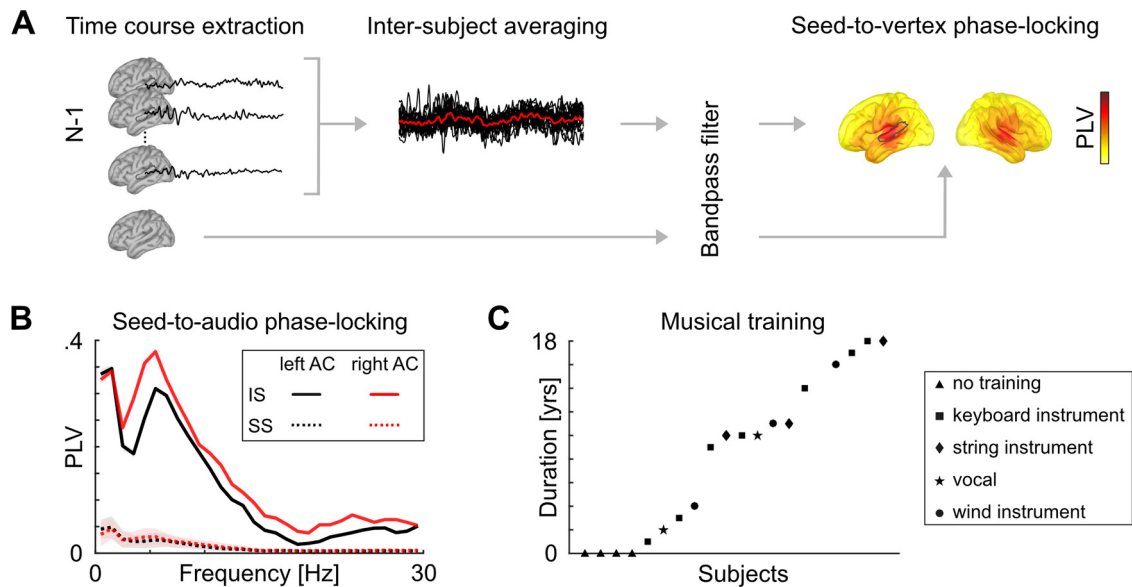 A
Time course extraction
Inter-subject averaging
Seed-to-vertex phase-locking
N-1
Bandpass filter
PLV
B
Seed-to-audio phase-locking
.4
PLV
0
left AC right AC
IS
SS
0
Frequency [Hz]
30
C
Musical training
18
Duration [yrs]
0
Subjects
no training
keyboard instrument
string instrument
vocal
wind instrument